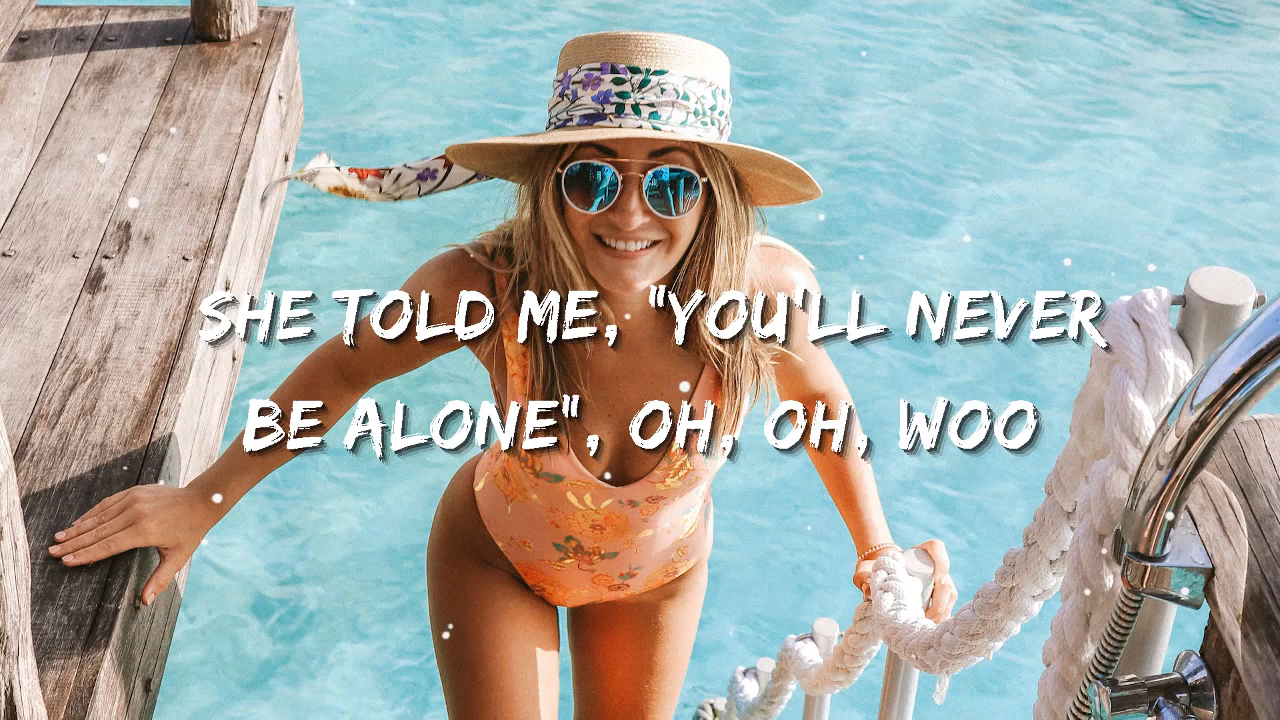 SHE TOLD ME, "YOU'LL NEVER
BE ALONE", OH, OH, WOO